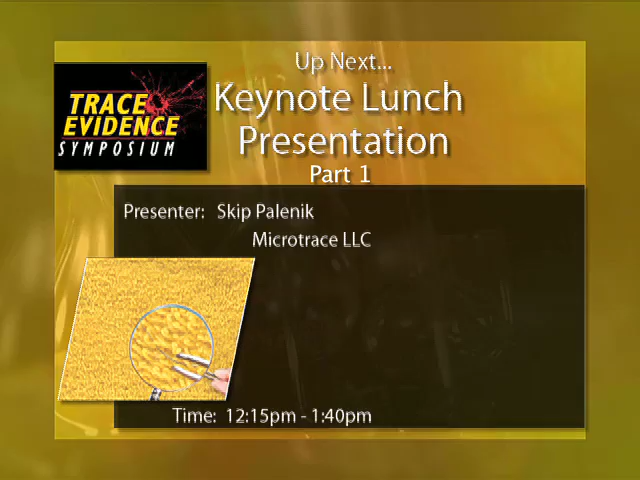 Up Next...
TRACE
EVIDENCE
SYMPOSIUM
Keynote Lunch
Presentation
Part 1
Presenter: Skip Palenik
Microtrace LLC
Time: 12:15pm - 1:40pm